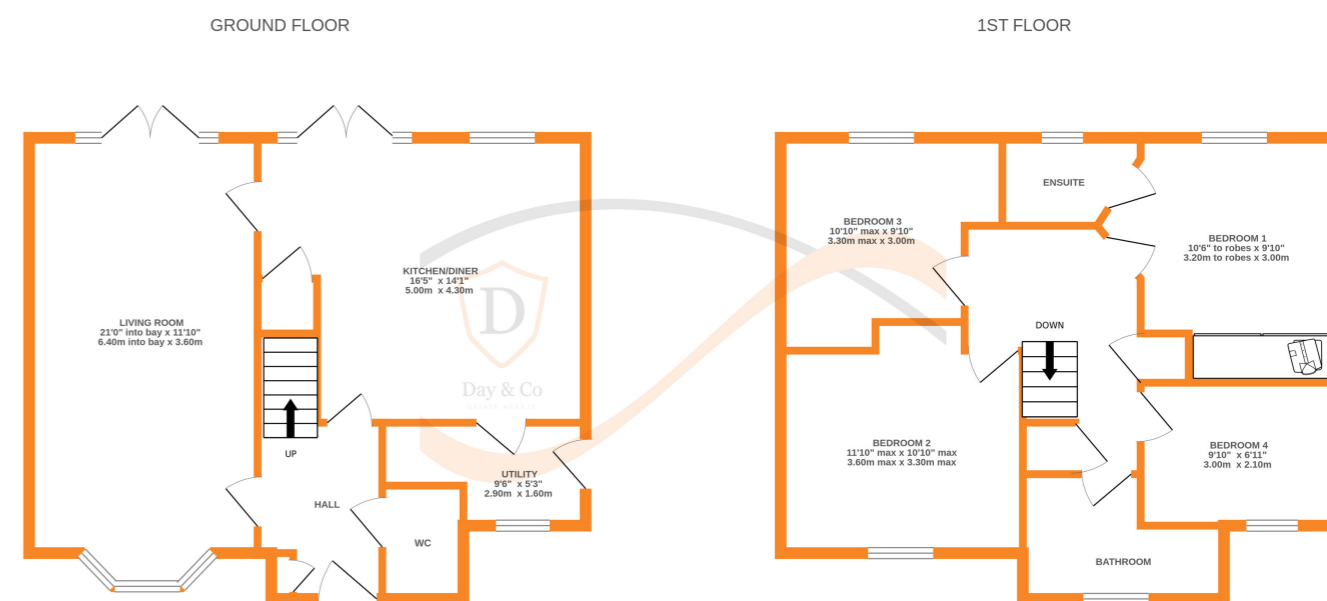 GROUND FLOOR
LIVING ROOM
21'0" into bay x 11'10"
6.40m into bay x 3.60m
KITCHEN/DINER
16'5" x 14'1"
5.00m x 4.30m
UP
HALL
WC
UTILITY
9'6" x 5'3"
2.90m x 1.60m
D
Day & Co
ESTATE AGENTS
1ST FLOOR
ENSUITE
BEDROOM 3
10'10" max x 9'10"
3.30m max x 3.00m
BEDROOM 1
10'6" to robes x 9'10"
3.20m to robes x 3.00m
DOWN
BEDROOM 2
11'10" max x 10'10" max
3.60m max x 3.30m max
BEDROOM 4
9'10" x 6'11"
3.00m x 2.10m
BATHROOM